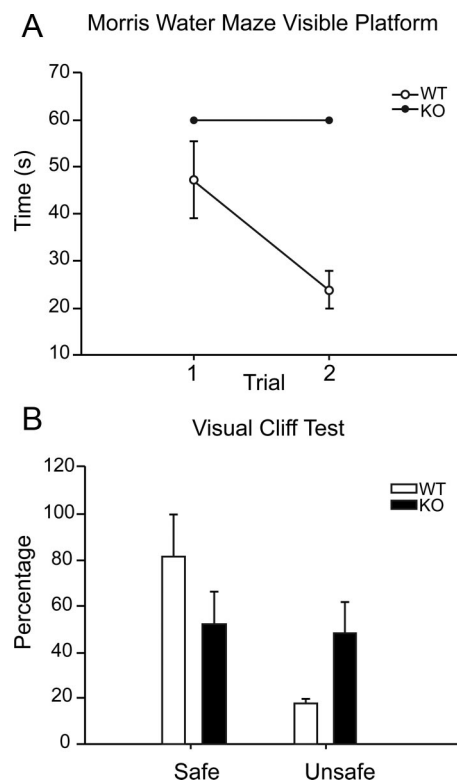 A
Morris Water Maze Visible Platform
70
60
50
40
30
20
10
Time (s)
WT
KO
1
2
Trial
B
Visual Cliff Test
120
100
80
60
40
20
0
Percentage
WT
KO
Safe
Unsafe